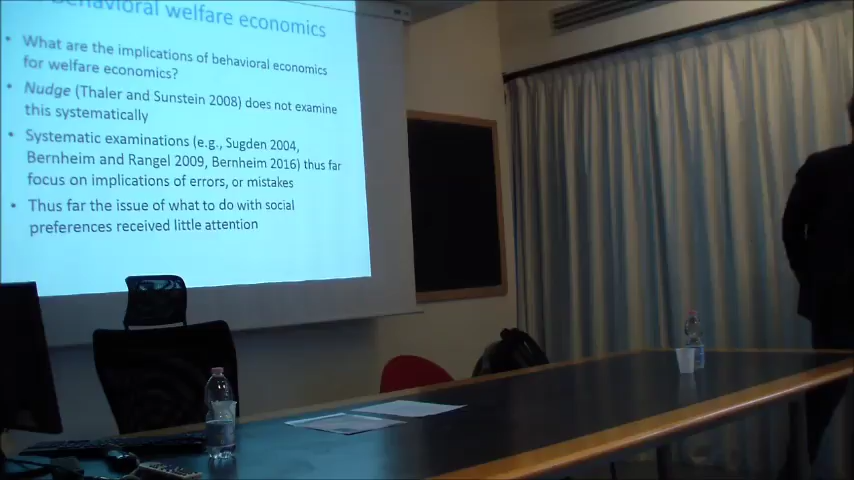 Behavioral welfare economics
• What are the implications of behavioral economics
for welfare economics?
• Nudge (Thaler and Sunstein 2008) does not examine
this systematically
• Systematic examinations (e.g., Sugden 2004,
Bernheim and Rangel 2009, Bernheim 2016) thus far
focus on implications of errors, or mistakes
• Thus far the issue of what to do with social
preferences received little attention